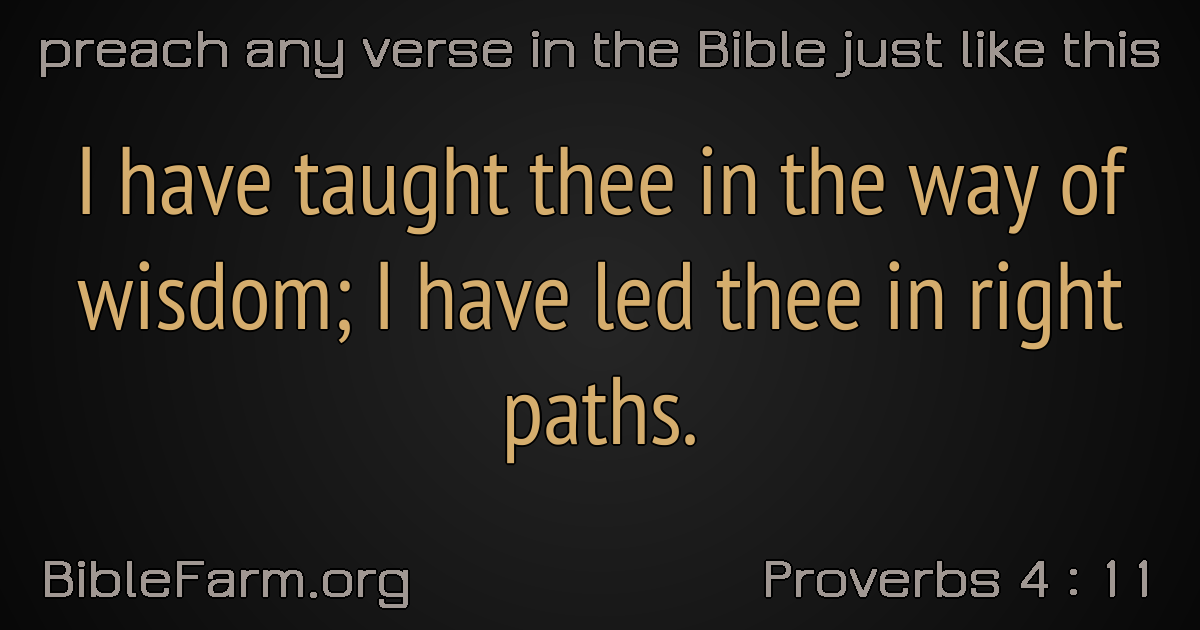 preach any verse in the Bible just like this
I have taught thee in the way of
wisdom; I have led thee in right
paths.
BibleFarm.org
Proverbs 4 : 11